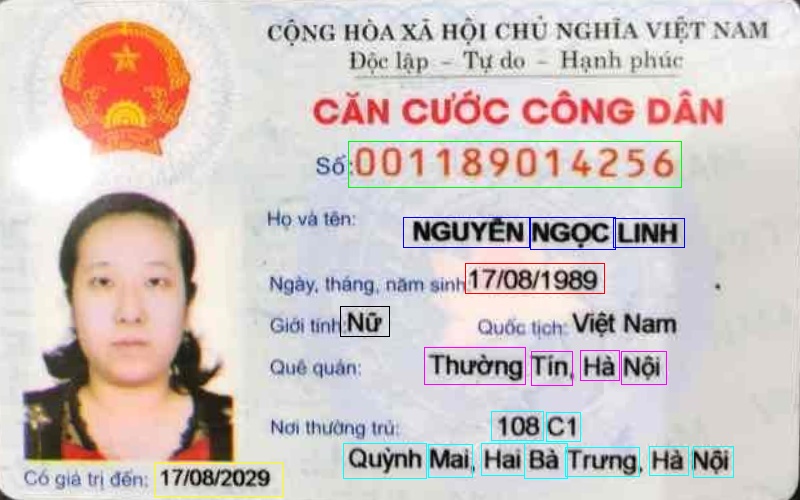 CỘNG HÒA XÃ HỘI CHỦ NGHĨA VIỆT NAM
Độc lập - Tự do - Hạnh phúc
CĂN CƯỚC CÔNG DÂN
Số: 001189014256
Họ và tên: NGUYỄN NGỌC LINH
Ngày, tháng, năm sinh: 17/08/1989
Giới tính: Nữ Quốc tịch: Việt Nam
Quê quán: Thường Tín, Hà Nội
Nơi thường trú: 108 C1
Quỳnh Mai, Hai Bà Trưng, Hà Nội
Có giá trị đến: 17/08/2029